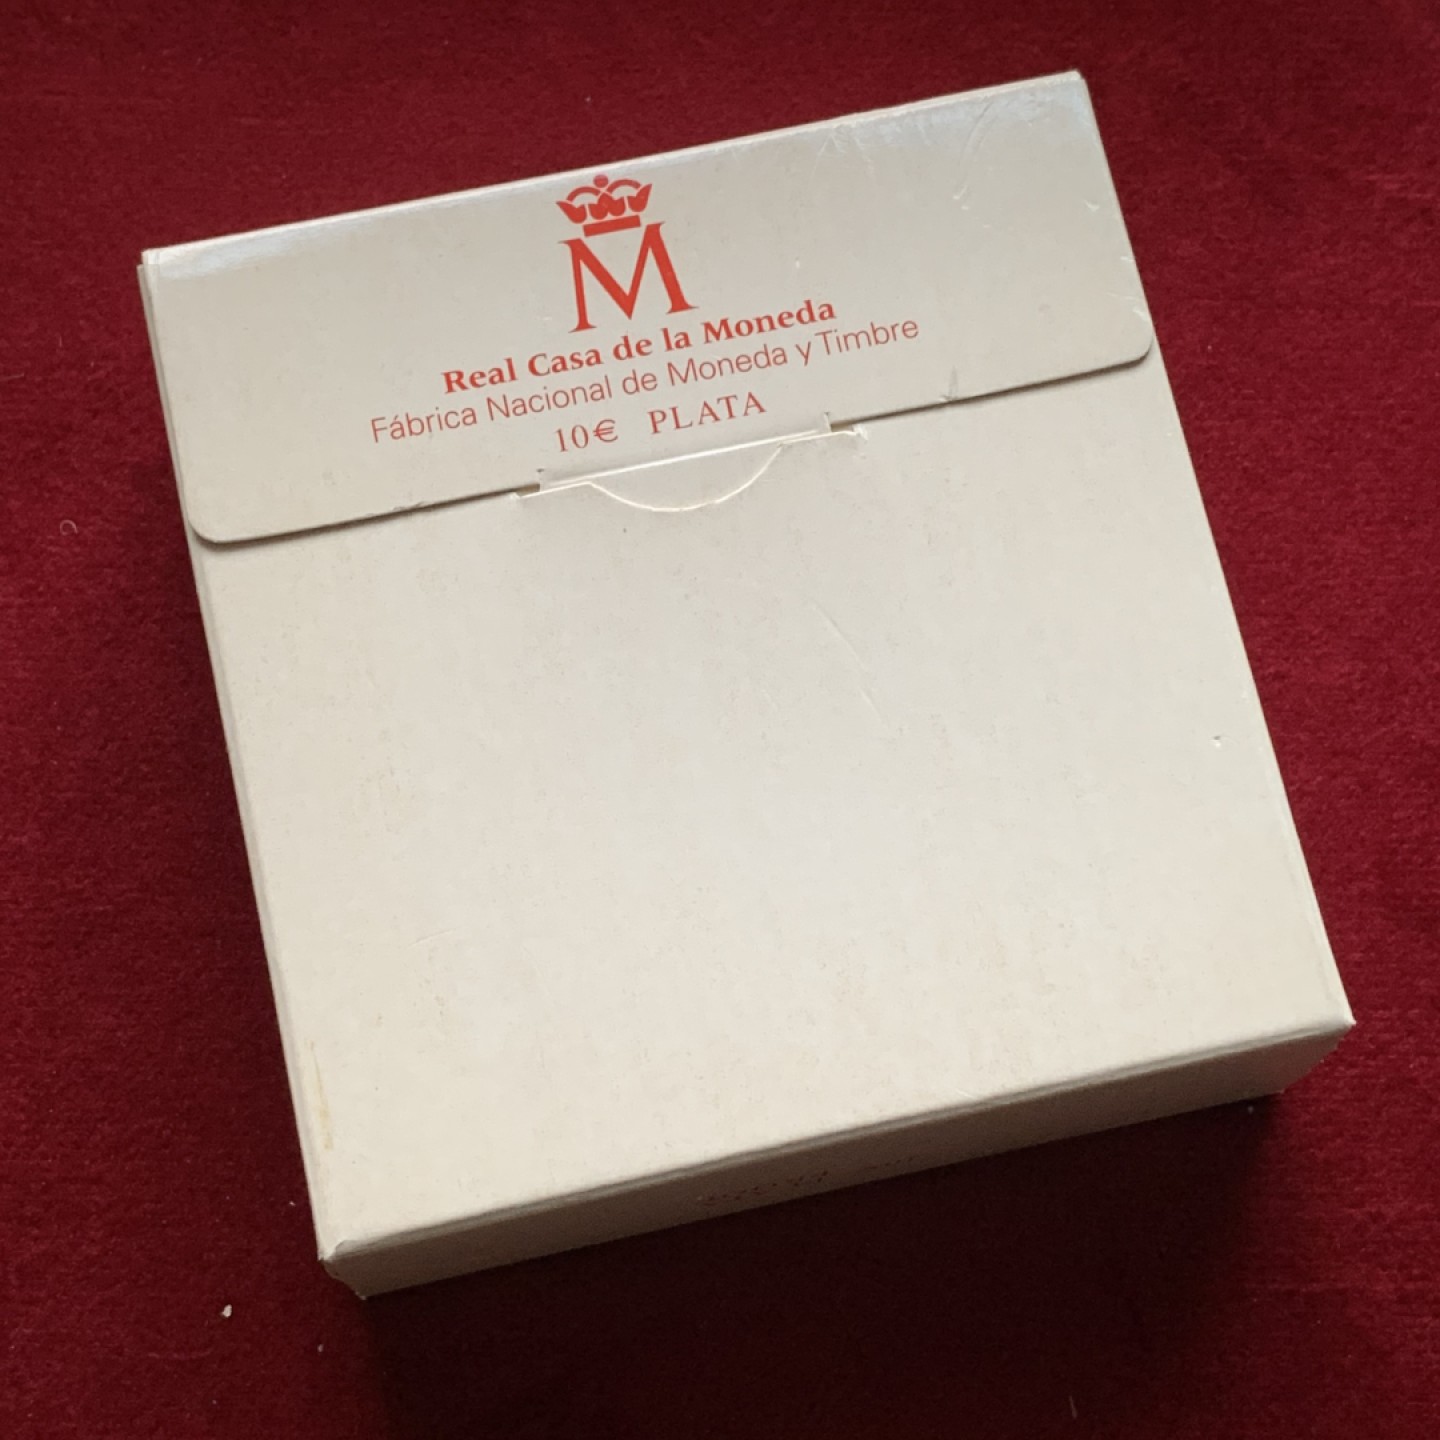 M
Real Casa de la Moneda
Fábrica Nacional de Moneda y Timbre
10€ PLATA